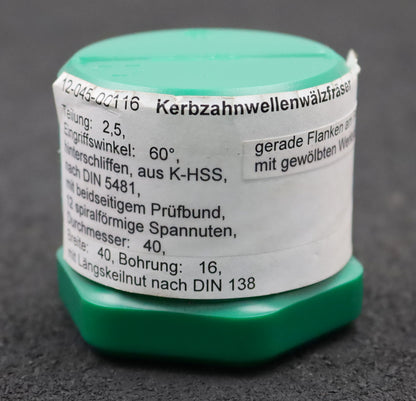 12-045-00116 Kerbzahnwellenwälzfräser
Teilung: 2,5,
Eingriffswinkel: 60°,
hinterschliffen, aus K-HSS,
nach DIN 5481,
mit beidseitigem Prüfbund,
12 spiralförmige Spannuten,
Durchmesser: 40,
Breite: 40, Bohrung: 16,
mit Längskeilnut nach DIN 138
gerade Flanken am
mit gewölbten